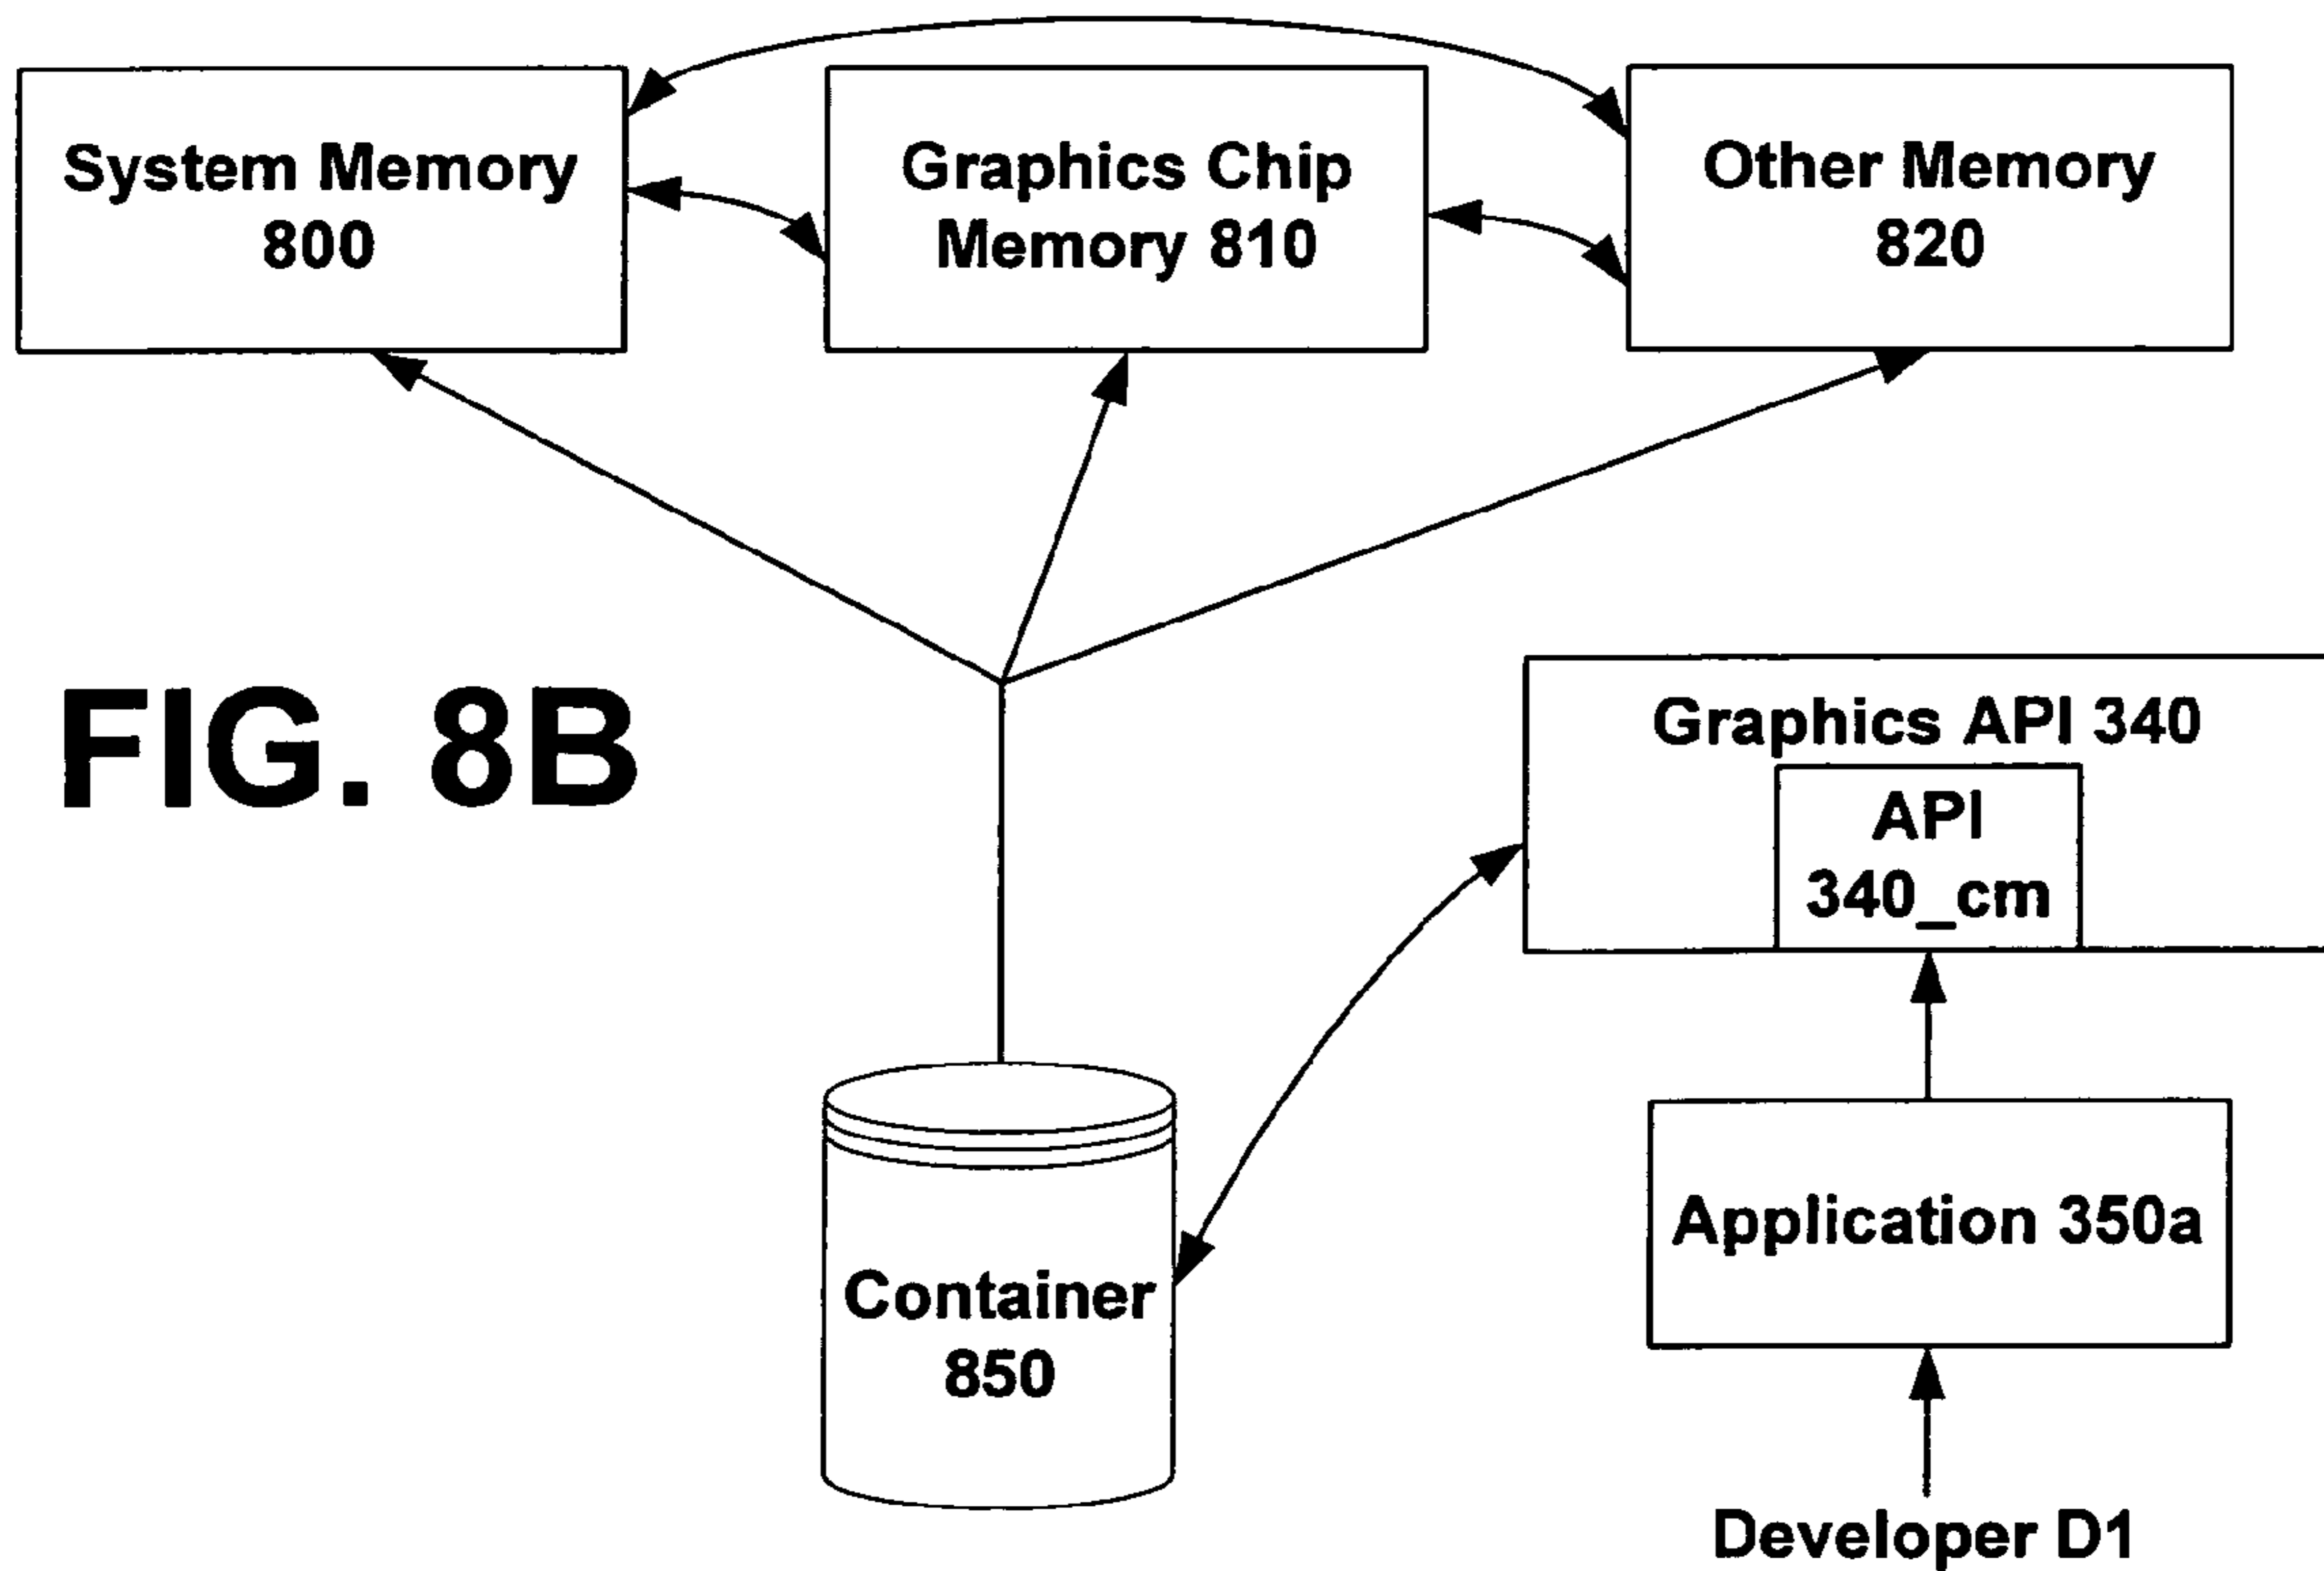 System Memory
800
Graphics Chip
Memory 810
Other Memory
820
FIG. 8B
Graphics API 340
API
340_cm
Container
850
Application 350a
Developer D1